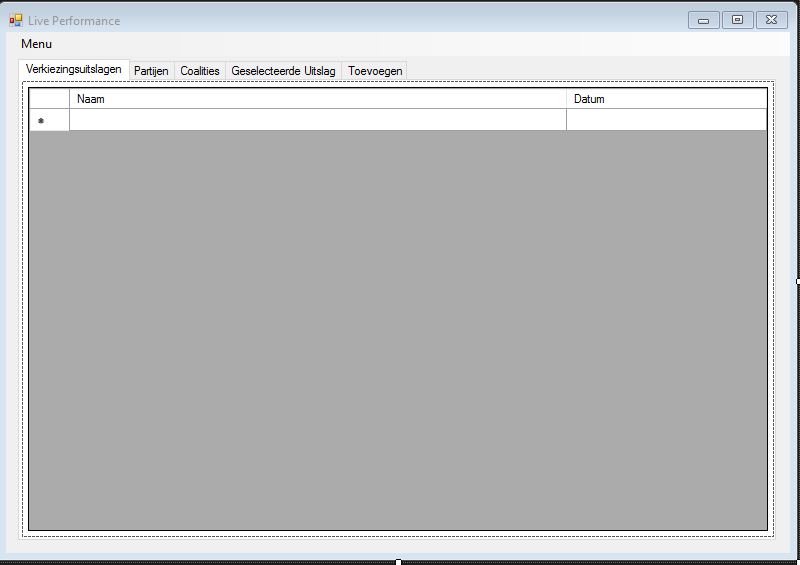 Live Performance
Menu
Verkiezingsuitslagen Partijen Coalities Geselecteerde Uitslag Toevoegen
Naam Datum